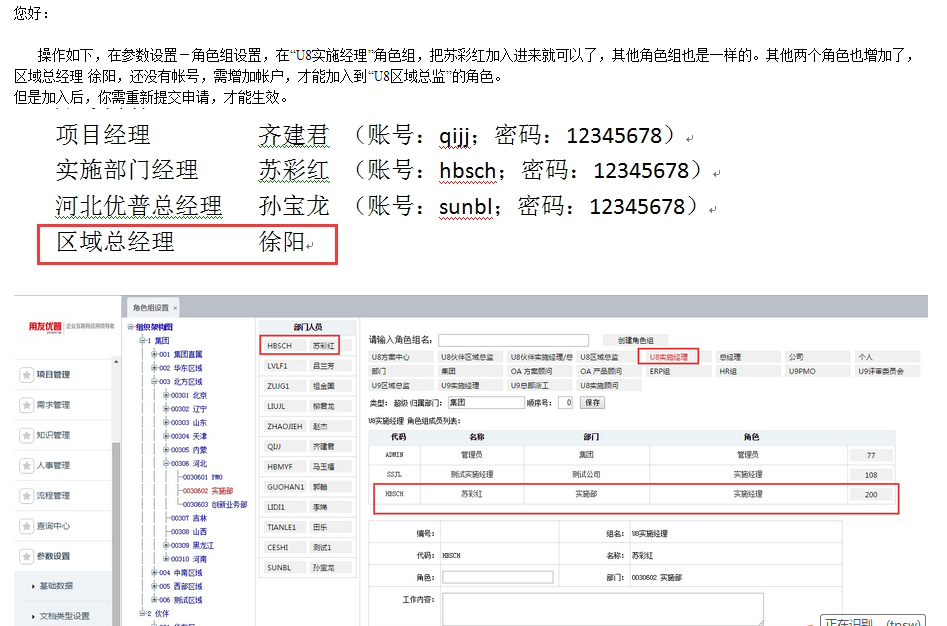 您好：
操作如下，在参数设置－角色组设置，在“U8实施经理”角色组，把苏彩红加入进来就可以了，其他角色组也是一样的。其他两个角色也增加了，
区域总经理 徐阳，还没有帐号，需增加帐户，才能加入到“U8区域总监”的角色。
但是加入后，你需重新提交申请，才能生效。
项目经理 齐建君 （账号：qijj；密码：12345678）
实施部门经理 苏彩红 （账号：hbsch；密码：12345678）
河北优普总经理 孙宝龙 （账号：sunbl；密码：12345678）
区域总经理 徐阳
用友优普 企业互联网应用领导者
项目管理
需求管理
知识管理
人事管理
流程管理
查询中心
参数设置
基础数据
文档类型设置
角色组设置 ×
组织架构图
1 集团
001 集团直属
002 华东区域
003 北方区域
00301 北京
00302 辽宁
00303 山东
00304 天津
00305 内蒙
00306 河北
0030601 PMO
0030602 实施部
0030603 创新业务部
00307 吉林
00308 山西
00309 黑龙江
00310 河南
004 中南区域
005 西部区域
006 测试区域
2 伙伴
部门人员
HBSCH 苏彩红
LVLF1 吕兰芳
ZUJG1 祖金国
LIUJL 柳君龙
ZHAOJIEH 赵杰
QIJJ 齐建君
HBMYF 马玉福
GUOHAN1 郭翰
LIDI1 李娣
TIANLE1 田乐
CESHI 测试1
SUNBL 孙宝龙
请输入角色组名： 创建角色组
U8方案中心 U8伙伴区域总监 U8伙伴实施经理/总 U8区域总监 U8实施经理 总经理 公司 个人
部门 集团 OA 方案顾问 OA 产品顾问 ERP组 HR组 U9PMO U9评审委员会
U9区域总监 U9实施经理 U9总部派工 U8实施顾问
类型： 超级 归属部门： 集团 顺序号： 0 保存
U8实施经理 角色组成员列表：
代码 名称 部门 角色
ADMIN 管理员 集团 管理员 77
SSJL 测试实施经理 测试公司 实施经理 108
HBSCH 苏彩红 实施部 实施经理 200
编号： 组名： U8实施经理
代码： HBSCH 名称： 苏彩红
角色： 部门： 0030602 实施部
工作内容：